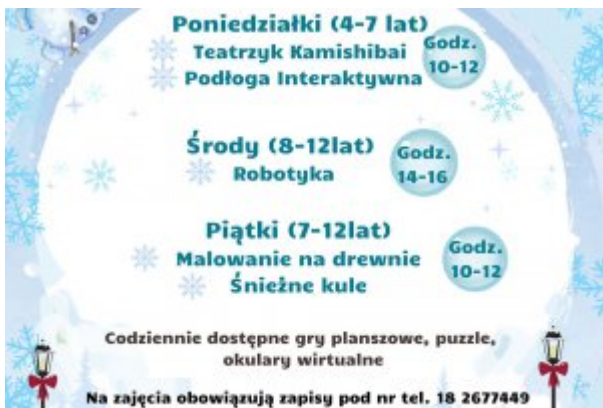 Poniedziałki (4-7 lat)
Teatrzyk Kamishibai
Podłoga Interaktywna
Godz.
10-12
Środy (8-12lat)
Robotyka
Godz.
14-16
Piątki (7-12lat)
Malowanie na drewnie
Śnieżne kule
Godz.
10-12
Codziennie dostępne gry planszowe, puzzle,
okulary wirtualne
Na zajęcia obowiązują zapisy pod nr tel. 18 2677449